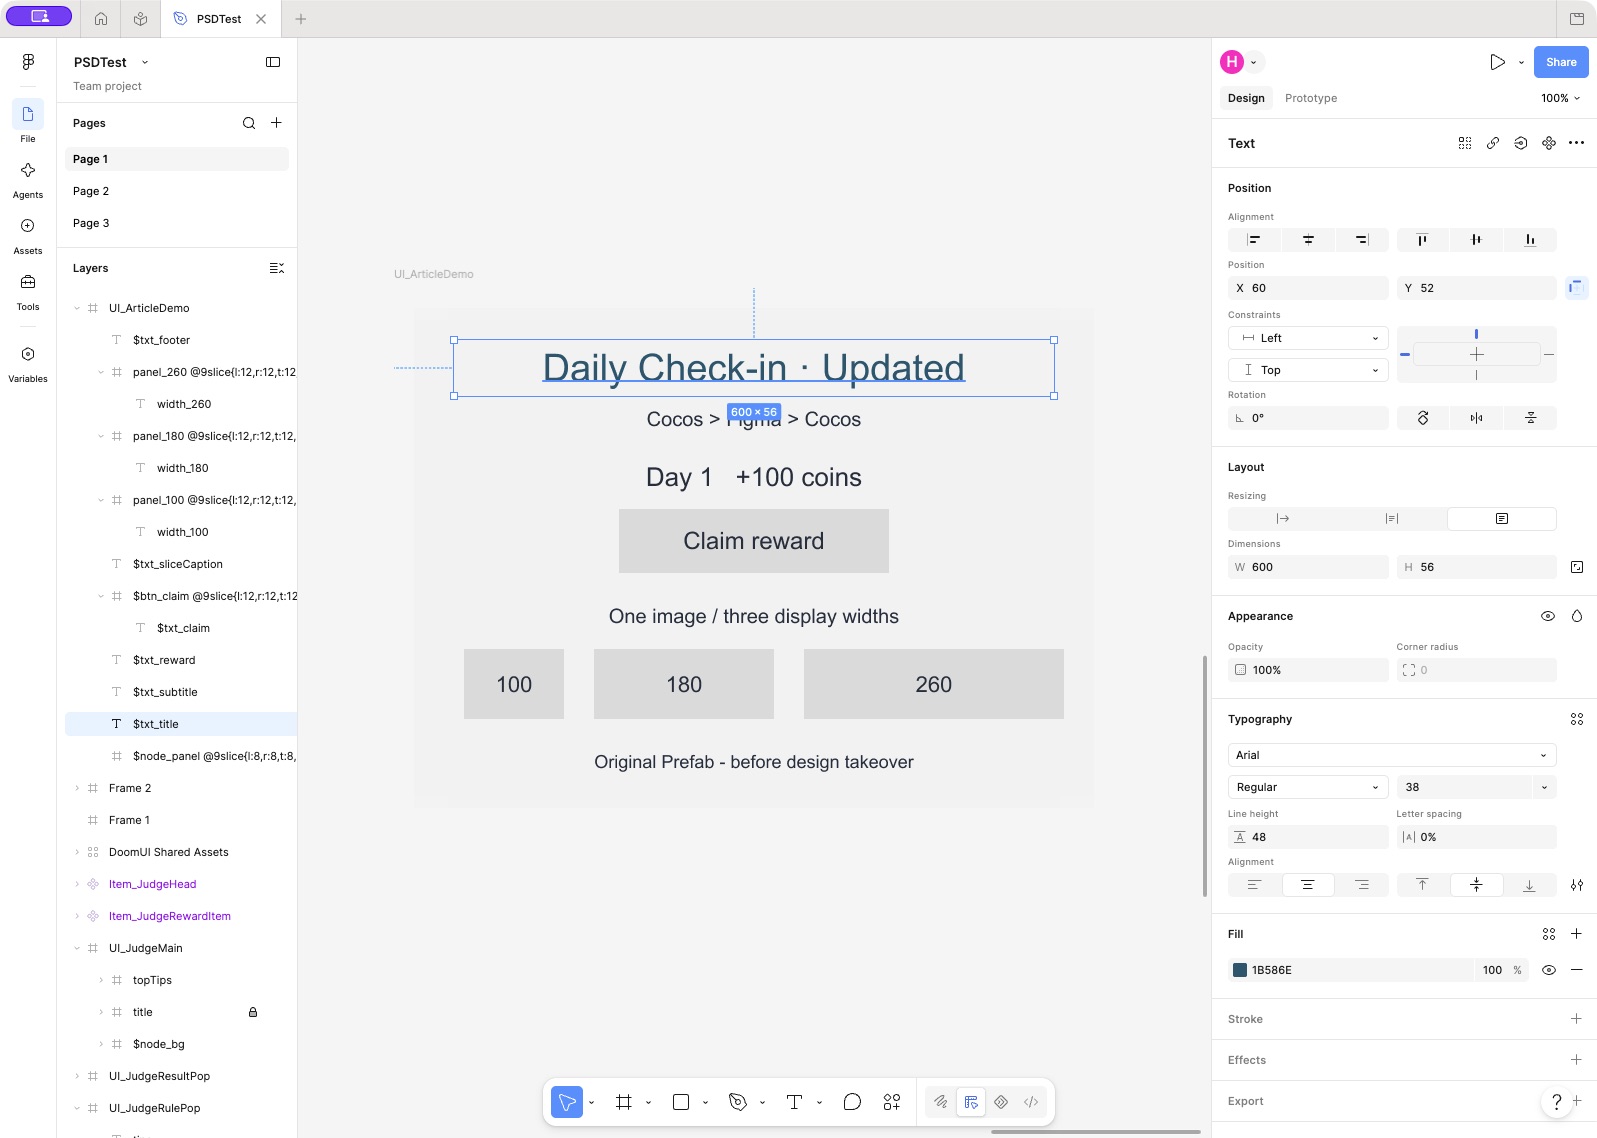 PSDTest
PSDTest
Team project
File
Agents
Assets
Tools
Variables
Pages
Page 1
Page 2
Page 3
Layers
UI_ArticleDemo
$txt_footer
panel_260 @9slice{l:12,r:12,t:12
width_260
panel_180 @9slice{l:12,r:12,t:12,
width_180
panel_100 @9slice{l:12,r:12,t:12,
width_100
$txt_sliceCaption
$btn_claim @9slice{l:12,r:12,t:12
$txt_claim
$txt_reward
$txt_subtitle
$txt_title
$node_panel @9slice{l:8,r:8,t:8,
Frame 2
Frame 1
DoomUI Shared Assets
Item_JudgeHead
Item_JudgeRewardItem
UI_JudgeMain
topTips
title
$node_bg
UI_JudgeResultPop
UI_JudgeRulePop
UI_ArticleDemo
Daily Check-in · Updated
600 × 56
Cocos > Figma > Cocos
Day 1 +100 coins
Claim reward
One image / three display widths
100 180 260
Original Prefab - before design takeover
H
Share
Design Prototype 100%
Text
Position
Alignment
Position
X 60 Y 52
Constraints
Left
Top
Rotation
0°
Layout
Resizing
Dimensions
W 600 H 56
Appearance
Opacity Corner radius
100% 0
Typography
Arial
Regular 38
Line height Letter spacing
48 0%
Alignment
Fill
1B586E 100 %
Stroke
Effects
Export
?